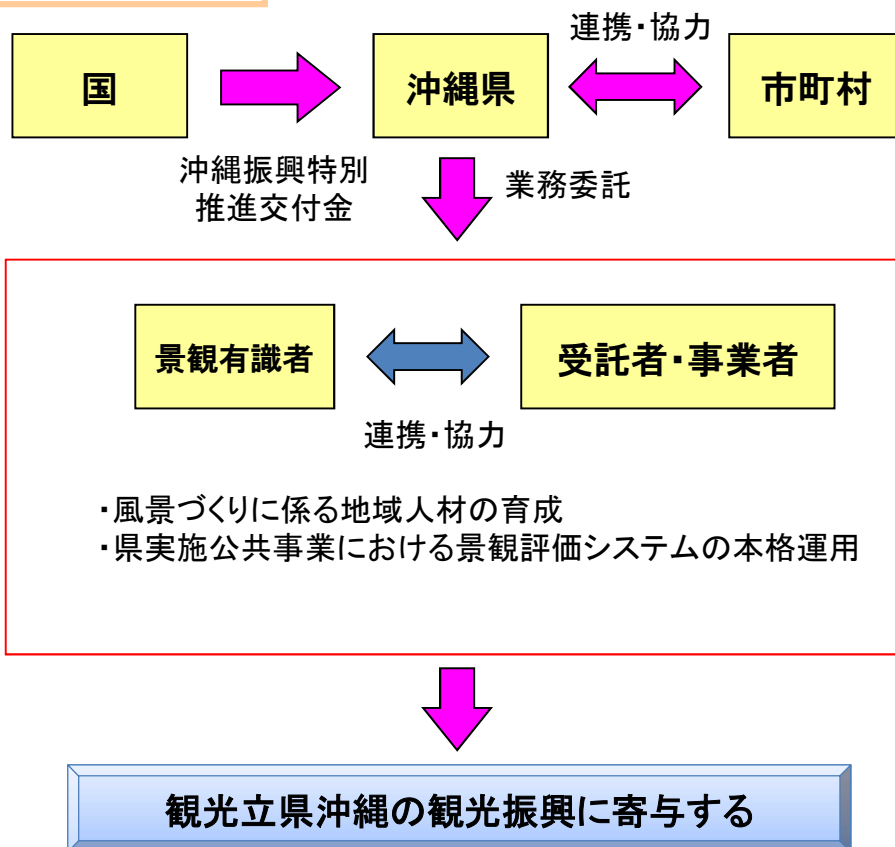 連携・協力
国
沖縄県
市町村
沖縄振興特別
推進交付金
業務委託
景観有識者
受託者・事業者
連携・協力
・風景づくりに係る地域人材の育成
・県実施公共事業における景観評価システムの本格運用
観光立県沖縄の観光振興に寄与する